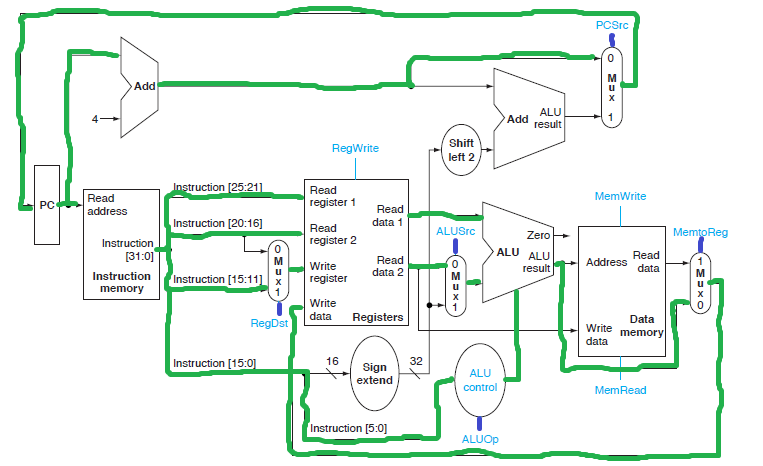 PCSrc
0
M
u
x
1
Add
4
Add ALU
result
Shift
left 2
RegWrite
PC
Read
address
Instruction
[31:0]
Instruction
memory
Instruction [25:21]
Instruction [20:16]
Instruction [15:11]
Instruction [15:0]
0
M
u
x
1
RegDst
Read
register 1
Read
register 2
Write
register
Write
data
Read
data 1
Read
data 2
Registers
ALUSrc
0
M
u
x
1
Zero
ALU
ALU
result
MemWrite
Address
Read
data
Write
data
Data
memory
MemRead
MemtoReg
1
M
u
x
0
16
Sign
extend
32
ALU
control
ALUOp
Instruction [5:0]